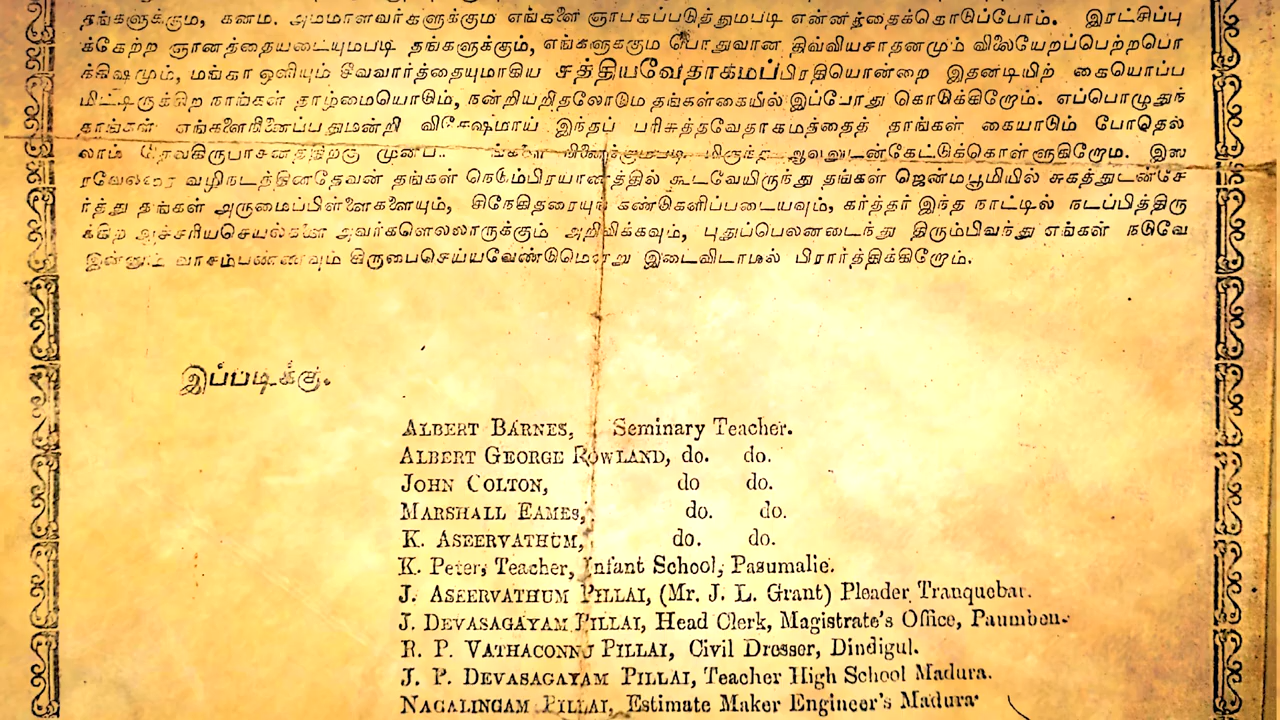 தங்களுக்கும, கனம. அம்மானவர்களுக்கும் எங்களை ஞாபகப்படுத்துமபடி என்னத்தைக்கொடுப்போம். இரட்சிப்பு
க்கேற்ற ஞானத்தையடையும்படி தங்களுக்கும், எங்களுககும பொதுவான திவ்வியசாதனமும் விலையேறப்பெற்றபொ
க்கிஷமும், மங்கா ஒளியும் சீவவார்த்தையுமாகிய சத்தியவேதாகமப்பிரதியொன்றை இதனடியிற் கையொப்ப
மிட்டிருக்கிற நாங்கள் தாழ்மையொடும், நன்றியறிதலோடும தங்கள்கையில் இப்போது கொடுக்கிறோம். எப்பொழுதுந்
தாங்கள் எங்களைநினைப்பதுமன்றி விசேஷமாய் இந்தப் பரிசுத்தவேதாகமத்தைத் தாங்கள் கையாடும் போதெல்
லாம் தேவகிருபாசனத்திற்கு முன்ப.. கேட்டுக்கொள்ளுகிறோம. இஸ
ரவேலரை வழிநடத்தினதேவன் தங்கள் நெடும்பிரயாணத்தில் கூடவேயிருந்து தங்கள் ஜென்மபூமியில் சுகத்துடன்சே
ர்த்து தங்கள் அருமைப்பிள்ளைகளையும், சிநேகிதரையுங் கண்டுகளிப்படையவும், கர்த்தர் இந்த நாட்டில் நடப்பித்திரு
க்கிற ஆச்சரியசெயல்களை அவர்களெல்லாருக்கும் அறிவிக்கவும், புதுப்பெலனடைந்து திரும்பிவந்து எங்கள் நடுவே
இன்னும் வாசம்பண்ணவும் கிருபைசெய்யவேண்டுமென்று இடைவிடாமல் பிரார்த்திக்கிறோம்.
இப்படிக்கு.
ALBERT BARNES, Seminary Teacher.
ALBERT GEORGE ROWLAND, do. do.
JOHN COLTON, do do.
MARSHALL EAMES, do. do.
K. ASEERVATHUM, do. do.
K. Peter, Teacher, Infant School, Pasumalie.
J. ASEERVATHUM PILLAI, (Mr. J. L. Grant) Pleader Tranquebar.
J. DEVASAGAYAM PILLAI, Head Clerk, Magistrate's Office, Paumben.
R. P. VATHACONNU PILLAI, Civil Dresser, Dindigul.
J. P. DEVASAGAYAM PILLAI, Teacher High School Madura.
NAGALINGAM PILLAI, Estimate Maker Engineer's Madura